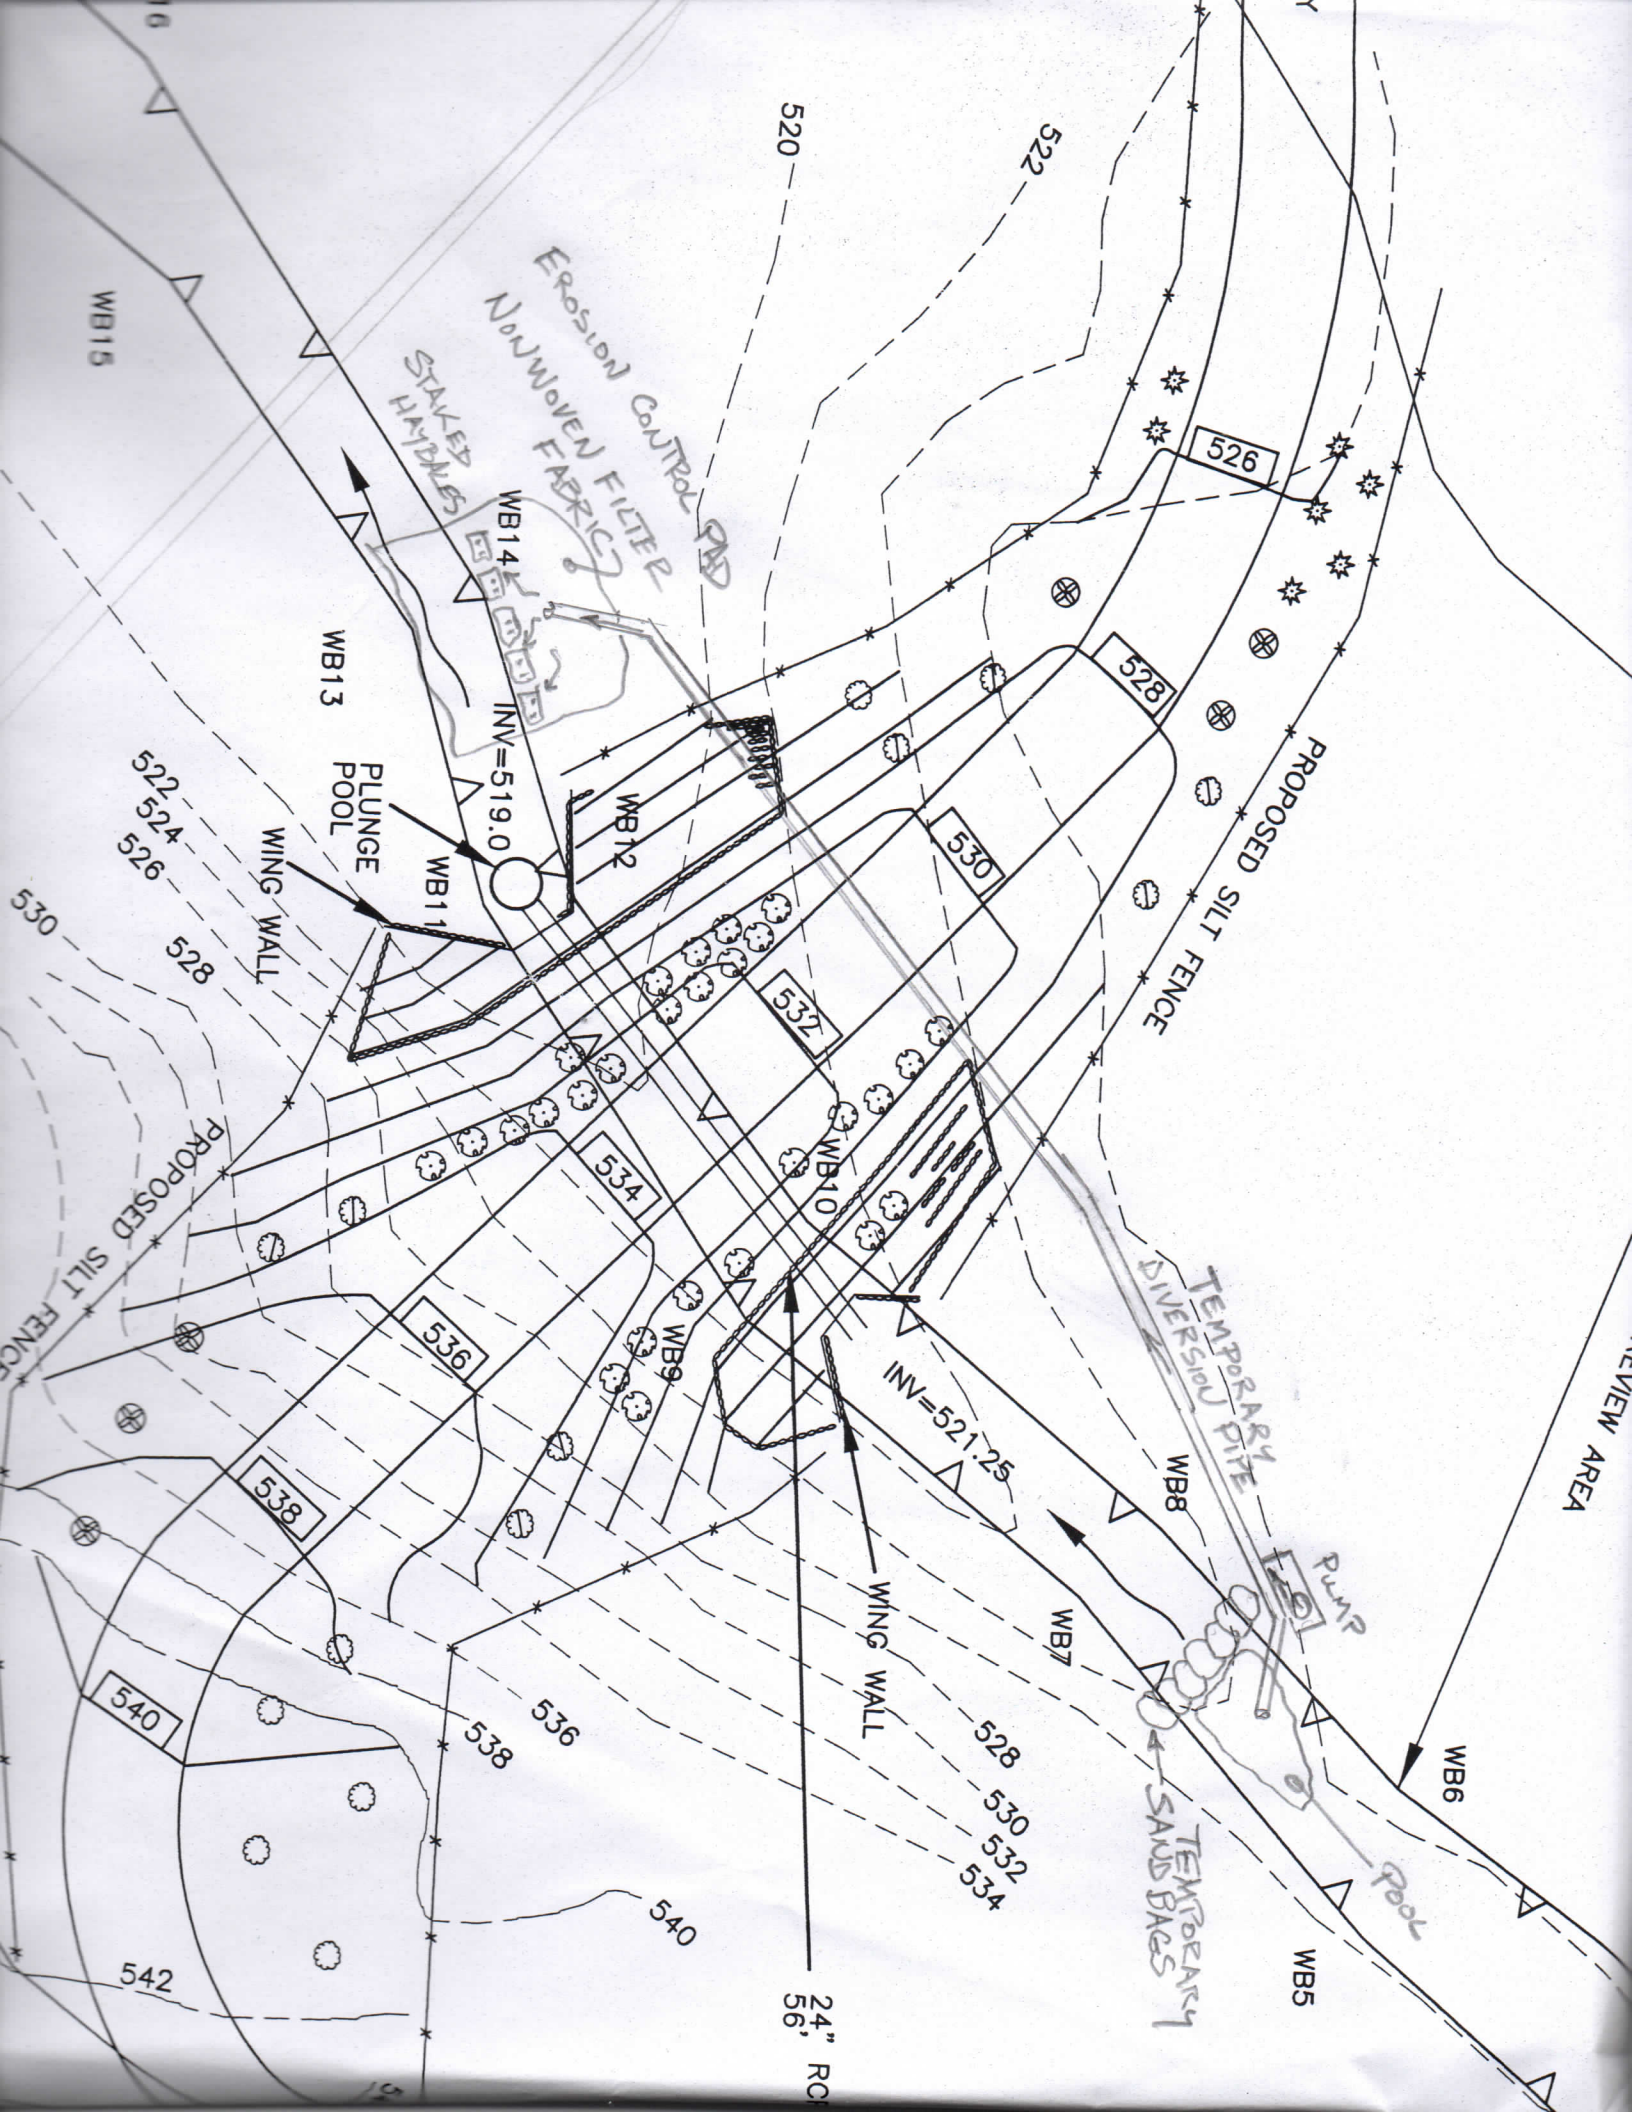 520
522
EROSION CONTROL PAD
NONWOVEN FILTER
FABRIC
STAKED
HAYBALES
WB15
16
WB14
WB13
INV=519.0
PLUNGE
POOL
WB12
WB11
WING WALL
522
524
526
528
530
526
528
530
532
534
536
538
540
PROPOSED SILT FENCE
PROPOSED SILT FENCE
WB10
WB9
INV=521.25
WB8
WB7
WB6
WB5
TEMPORARY
DIVERSION PIPE
PUMP
POOL
TEMPORARY
SAND BAGS
WING WALL
528
530
532
534
536
538
540
542
24"
56'
REVIEW AREA